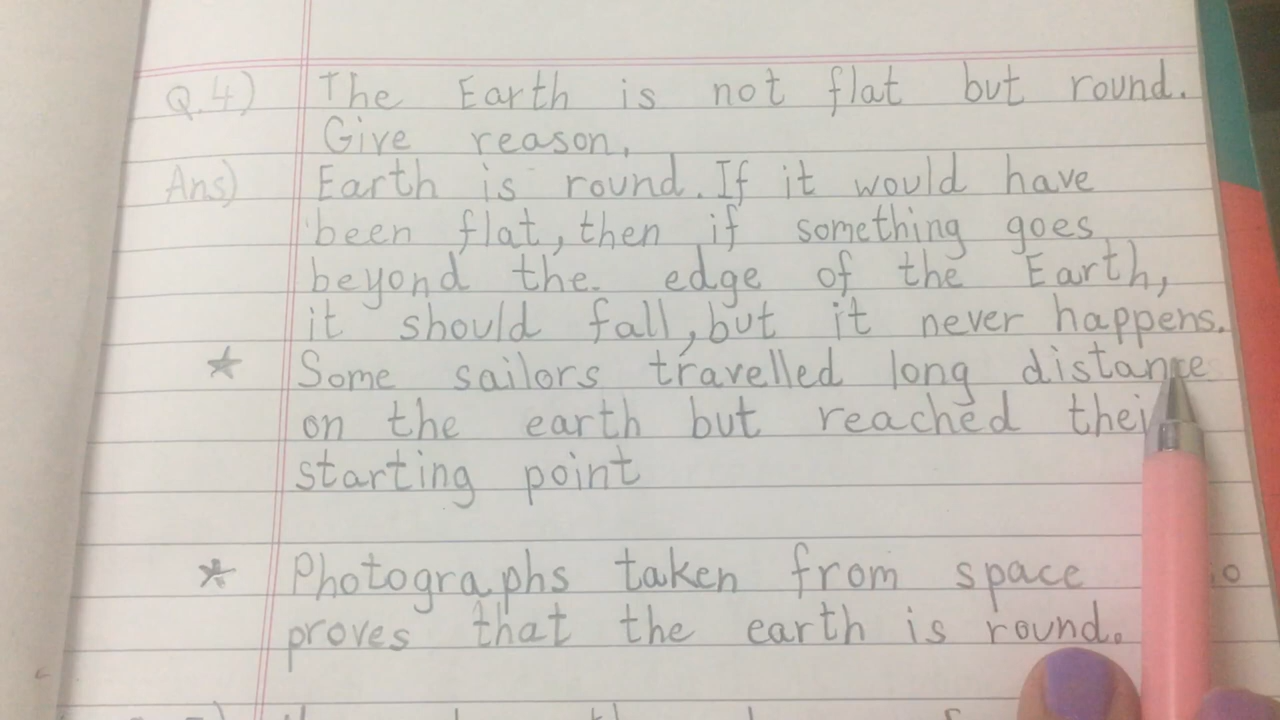 Q.4) The Earth is not flat but round.
Give reason.
Ans) Earth is round. If it would have
been flat, then if something goes
beyond the. edge of the Earth,
it should fall, but it never happens.
* Some sailors travelled long distance
on the earth but reached thei
starting point
* Photographs taken from space
proves that the earth is round.